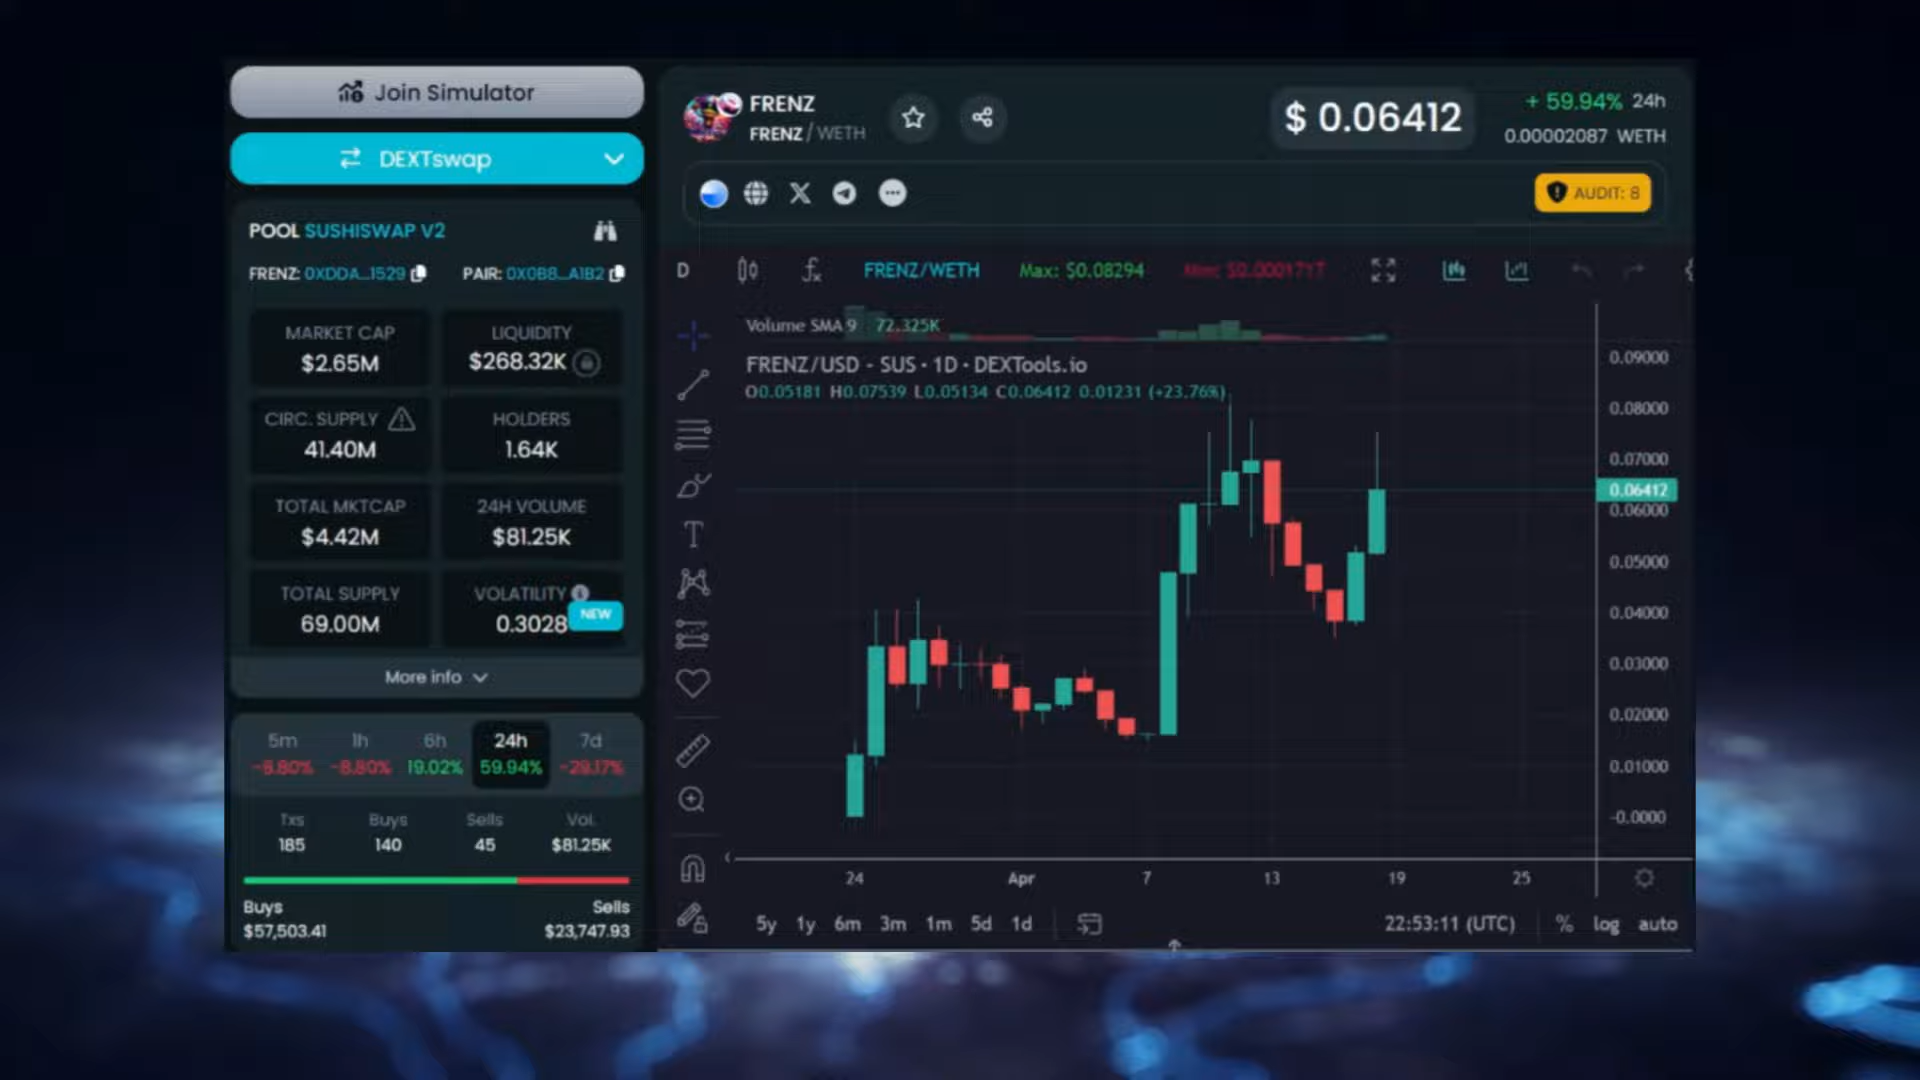 Join Simulator
DEXTswap
POOL SUSHISWAP V2
FRENZ: 0XDDA...1529 PAIR: 0X0B8...A1B2
MARKET CAP LIQUIDITY
$2.65M $268.32K
CIRC. SUPPLY HOLDERS
41.40M 1.64K
TOTAL MKTCAP 24H VOLUME
$4.42M $81.25K
TOTAL SUPPLY VOLATILITY
NEW
69.00M 0.3028
More info
5m 1h 6h 24h 7d
-8.80% -8.80% 19.02% 59.94% -29.17%
Txs Buys Sells Vol.
185 140 45 $81.25K
Buys Sells
$57,503.41 $23,747.93
FRENZ
FRENZ / WETH
$ 0.06412
+ 59.94% 24h
0.00002087 WETH
AUDIT: 8
D FRENZ/WETH Max: $0.08294 Min: $0.0001717
Volume SMA 9 72.325K
FRENZ/USD - SUS · 1D · DEXTools.io
O0.05181 H0.07539 L0.05134 C0.06412 0.01231 (+23.76%)
0.09000
0.08000
0.07000
0.06412
0.06000
0.05000
0.04000
0.03000
0.02000
0.01000
-0.0000
24 Apr 7 13 19 25
5y 1y 6m 3m 1m 5d 1d 22:53:11 (UTC) % log auto